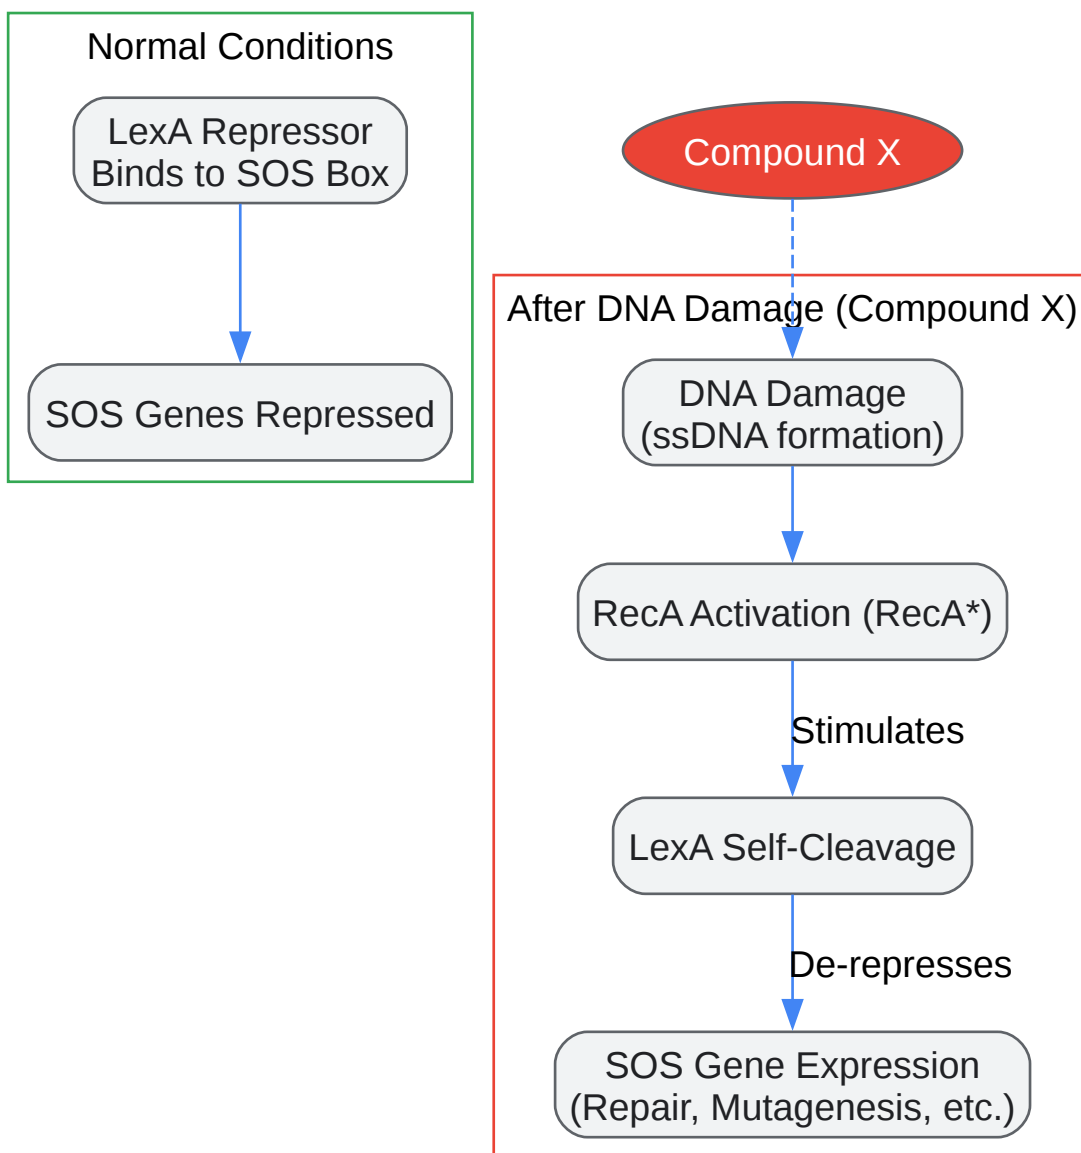 Normal Conditions
LexA Repressor
Binds to SOS Box
SOS Genes Repressed
Compound X
After DNA Damage (Compound X)
DNA Damage
(ssDNA formation)
RecA Activation (RecA*)
Stimulates
LexA Self-Cleavage
De-represses
SOS Gene Expression
(Repair, Mutagenesis, etc.)